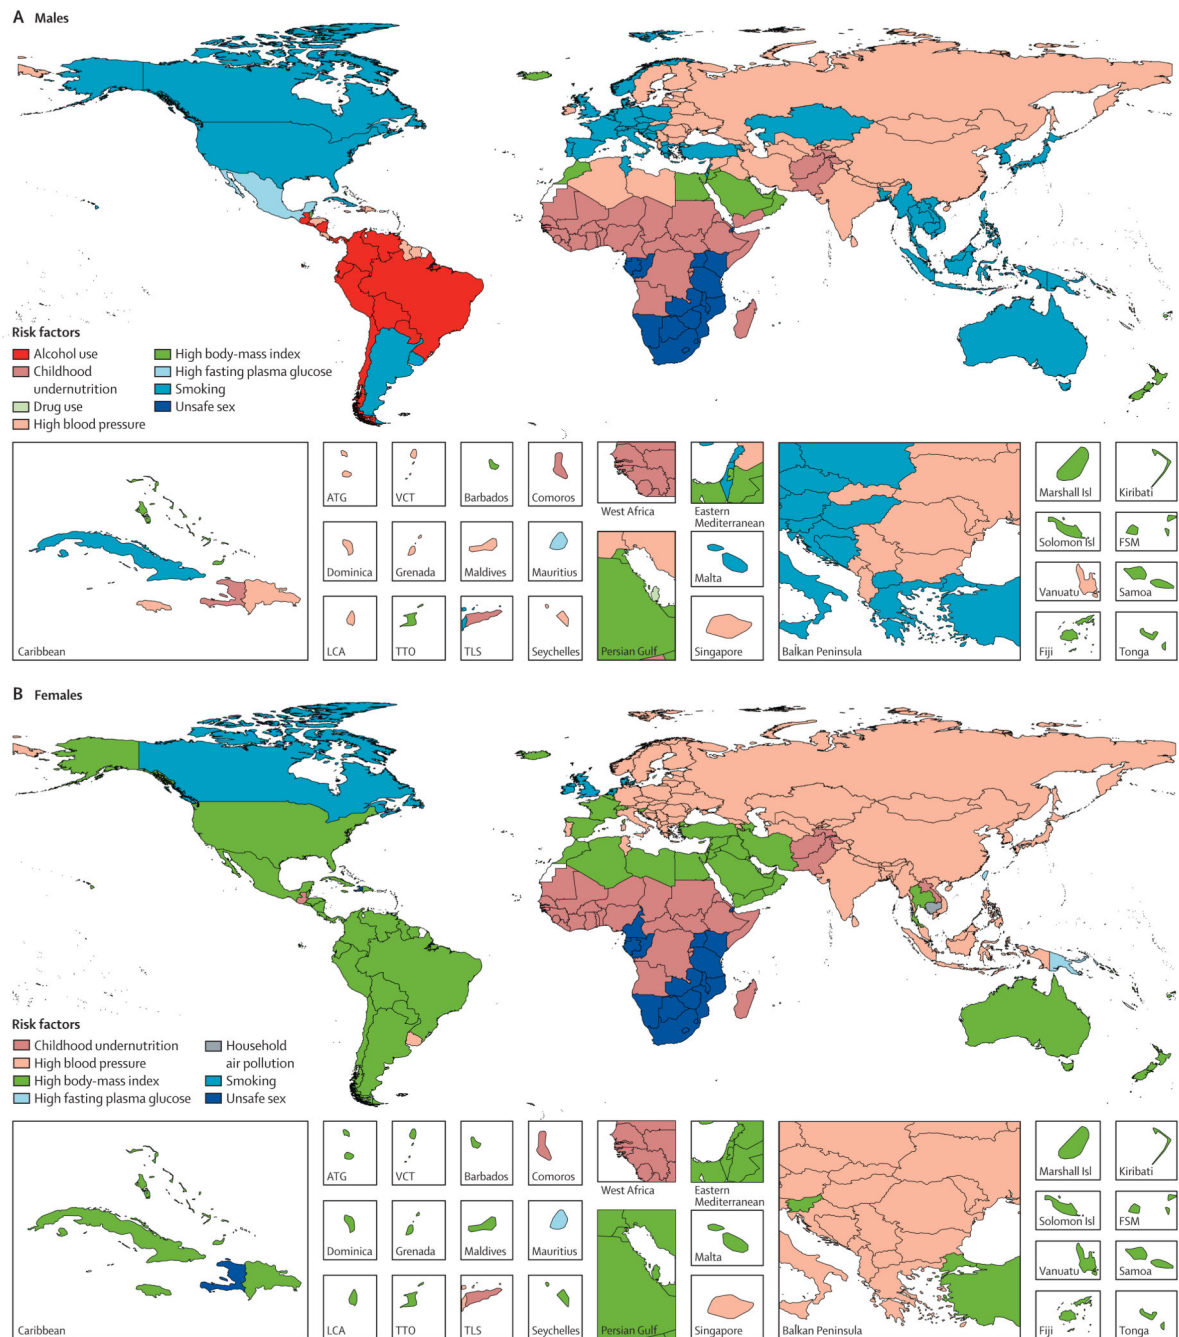 A Males
Risk factors
Alcohol use
Childhood
undernutrition
Drug use
High blood pressure
High body-mass index
High fasting plasma glucose
Smoking
Unsafe sex
Caribbean
ATG
VCT
Barbados
Comoros
Dominica
Grenada
Maldives
Mauritius
LCA
TTO
TLS
Seychelles
West Africa
Eastern
Mediterranean
Persian Gulf
Malta
Singapore
Balkan Peninsula
Marshall Isl
Kiribati
Solomon Isl
FSM
Vanuatu
Samoa
Fiji
Tonga
B Females
Risk factors
Childhood undernutrition
High blood pressure
High body-mass index
High fasting plasma glucose
Household
air pollution
Smoking
Unsafe sex
Caribbean
ATG
VCT
Barbados
Comoros
Dominica
Grenada
Maldives
Mauritius
LCA
TTO
TLS
Seychelles
West Africa
Eastern
Mediterranean
Persian Gulf
Malta
Singapore
Balkan Peninsula
Marshall Isl
Kiribati
Solomon Isl
FSM
Vanuatu
Samoa
Fiji
Tonga